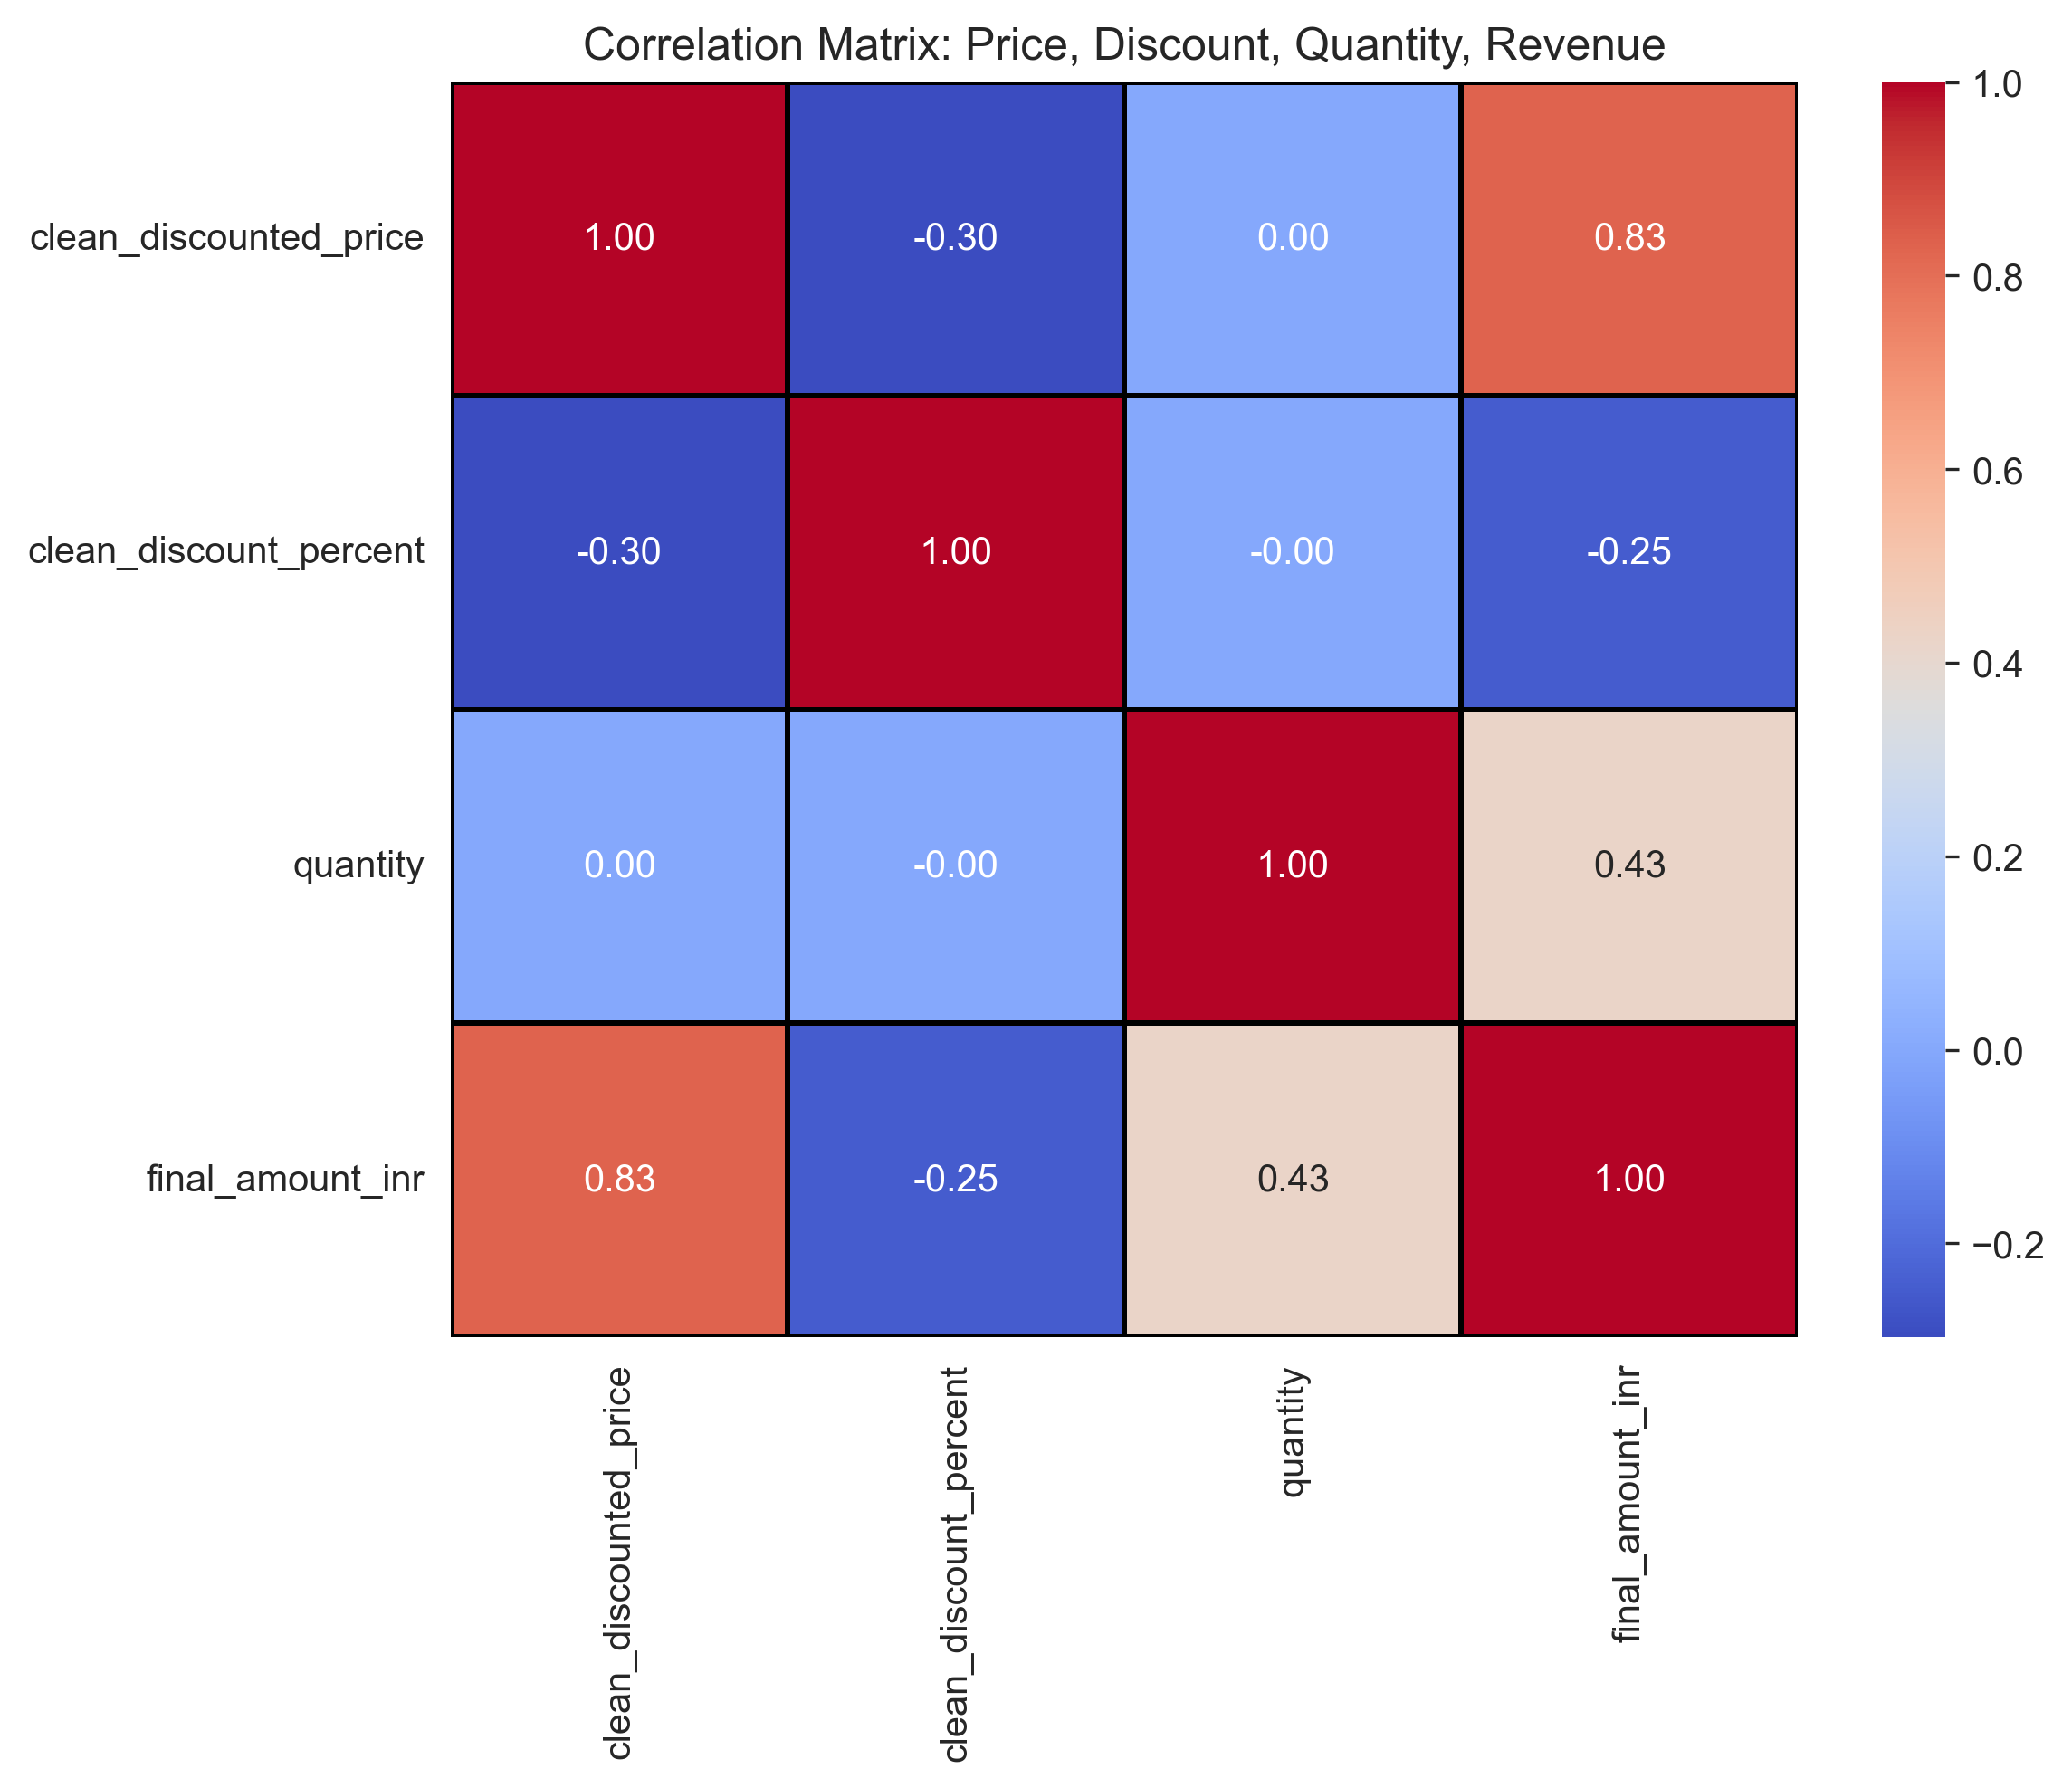 Correlation Matrix: Price, Discount, Quantity, Revenue
clean_discounted_price
1.00
-0.30
0.00
0.83
clean_discount_percent
-0.30
1.00
-0.00
-0.25
quantity
0.00
-0.00
1.00
0.43
final_amount_inr
0.83
-0.25
0.43
1.00
clean_discounted_price
clean_discount_percent
quantity
final_amount_inr
1.0
0.8
0.6
0.4
0.2
0.0
−0.2